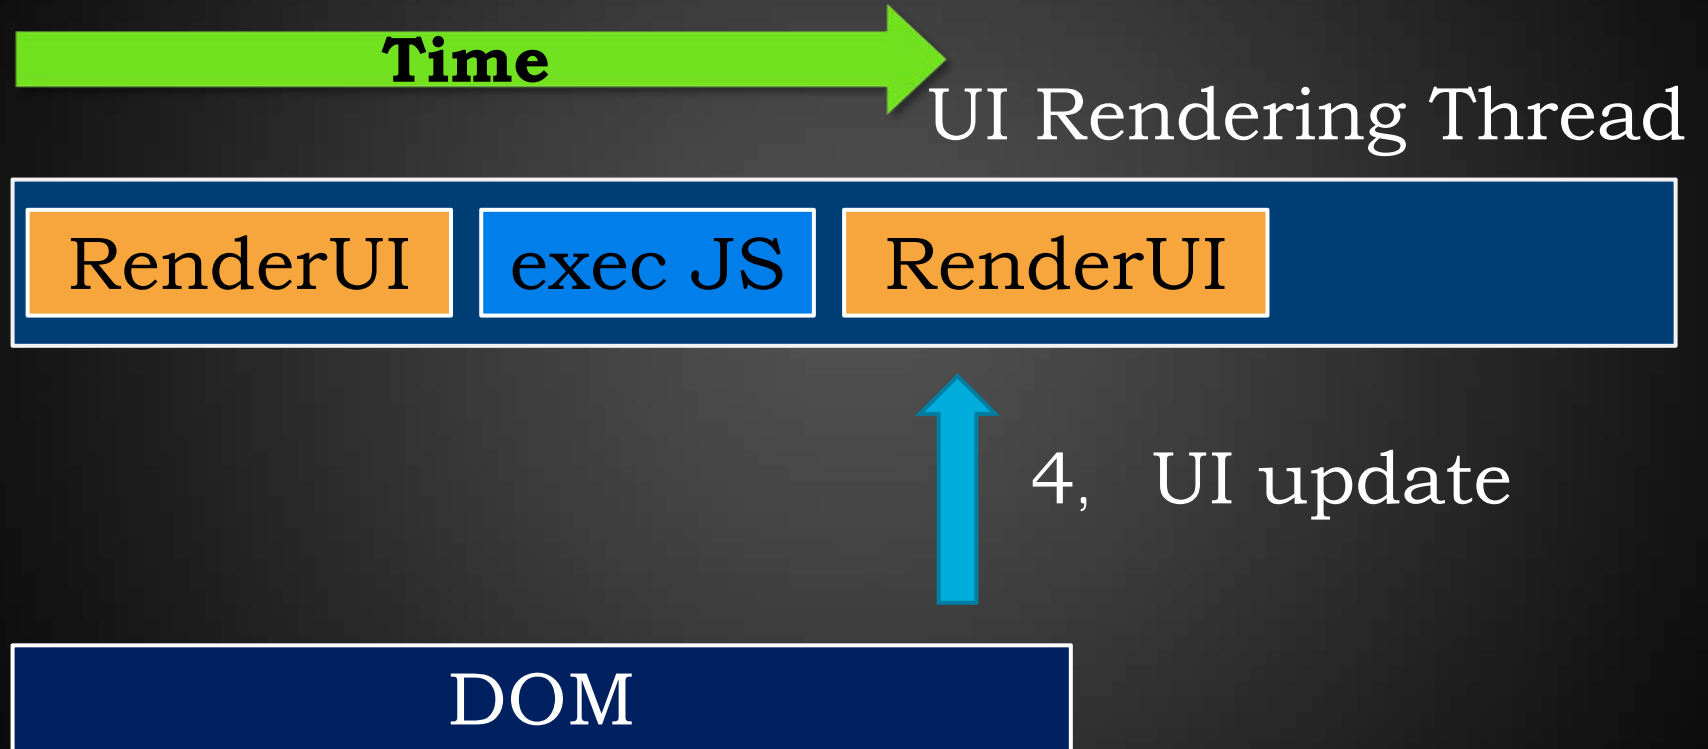 Time
UI Rendering Thread
RenderUI
exec JS
RenderUI
4, UI update
DOM